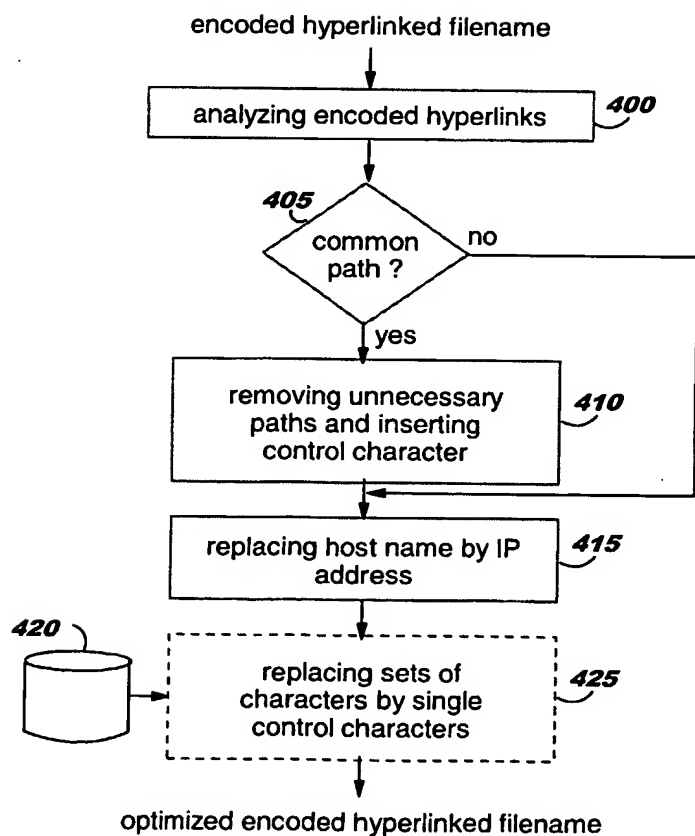 encoded hyperlinked filename
analyzing encoded hyperlinks
400
405
common
path ?
no
yes
removing unnecessary
paths and inserting
control character
410
replacing host name by IP
address
415
420
replacing sets of
characters by single
control characters
425
optimized encoded hyperlinked filename